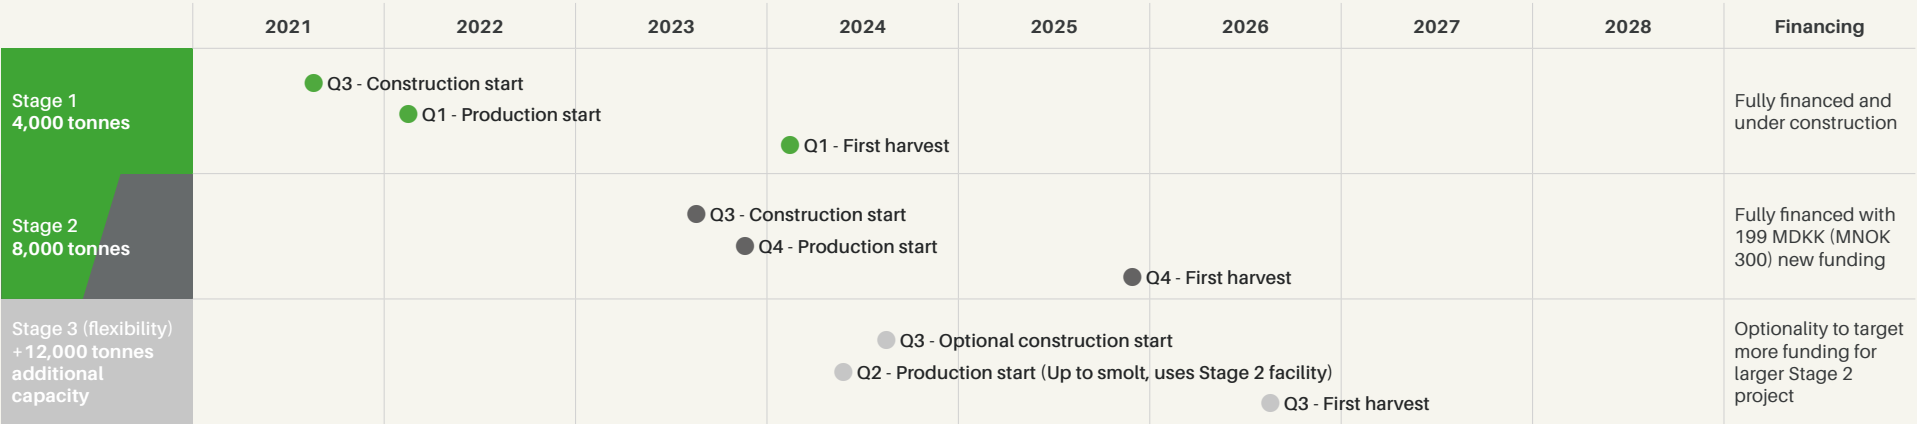 2021 2022 2023 2024 2025 2026 2027 2028 Financing
Stage 1
4,000 tonnes
Q3 - Construction start
Q1 - Production start
Q1 - First harvest
Fully financed and
under construction
Stage 2
8,000 tonnes
Q3 - Construction start
Q4 - Production start
Q4 - First harvest
Fully financed with
199 MDKK (MNOK
300) new funding
Stage 3 (flexibility)
+12,000 tonnes
additional
capacity
Q3 - Optional construction start
Q2 - Production start (Up to smolt, uses Stage 2 facility)
Q3 - First harvest
Optionality to target
more funding for
larger Stage 2
project